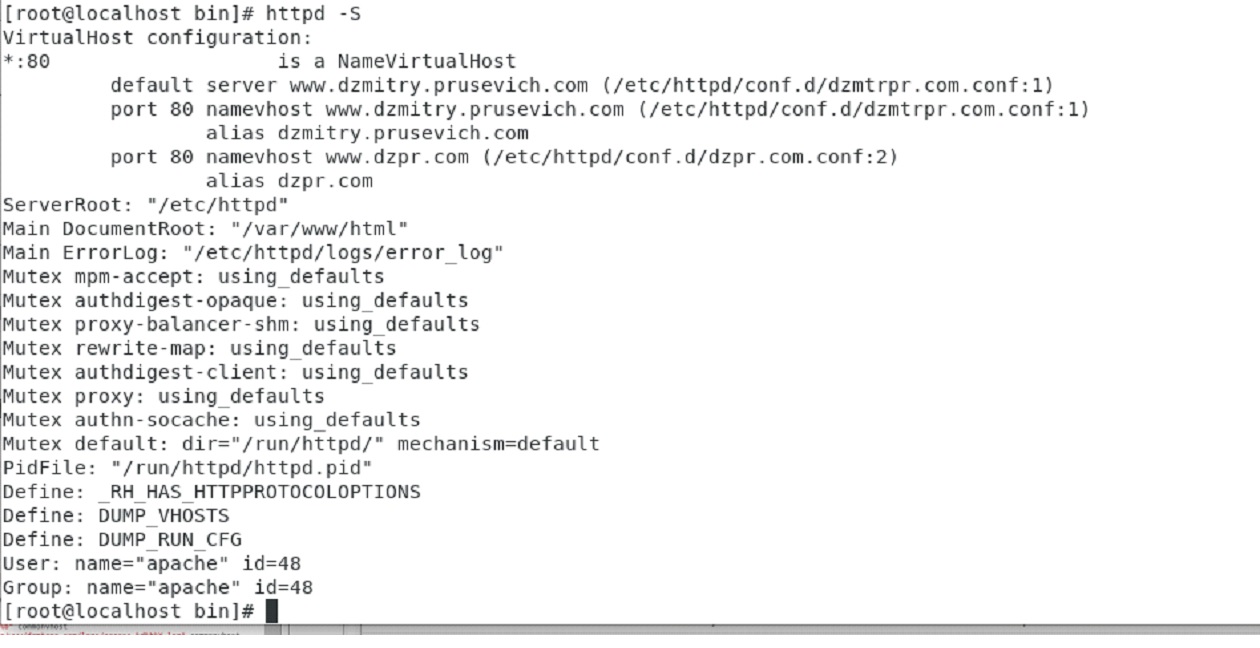 [root@localhost bin]# httpd -S
VirtualHost configuration:
*:80                   is a NameVirtualHost
         default server www.dzmitry.prusevich.com (/etc/httpd/conf.d/dzmtrpr.com.conf:1)
         port 80 namevhost www.dzmitry.prusevich.com (/etc/httpd/conf.d/dzmtrpr.com.conf:1)
                 alias dzmitry.prusevich.com
         port 80 namevhost www.dzpr.com (/etc/httpd/conf.d/dzpr.com.conf:2)
                 alias dzpr.com
ServerRoot: "/etc/httpd"
Main DocumentRoot: "/var/www/html"
Main ErrorLog: "/etc/httpd/logs/error_log"
Mutex mpm-accept: using_defaults
Mutex authdigest-opaque: using_defaults
Mutex proxy-balancer-shm: using_defaults
Mutex rewrite-map: using_defaults
Mutex authdigest-client: using_defaults
Mutex proxy: using_defaults
Mutex authn-socache: using_defaults
Mutex default: dir="/run/httpd/" mechanism=default
PidFile: "/run/httpd/httpd.pid"
Define: _RH_HAS_HTTPPROTOCOLOPTIONS
Define: DUMP_VHOSTS
Define: DUMP_RUN_CFG
User: name="apache" id=48
Group: name="apache" id=48
[root@localhost bin]#